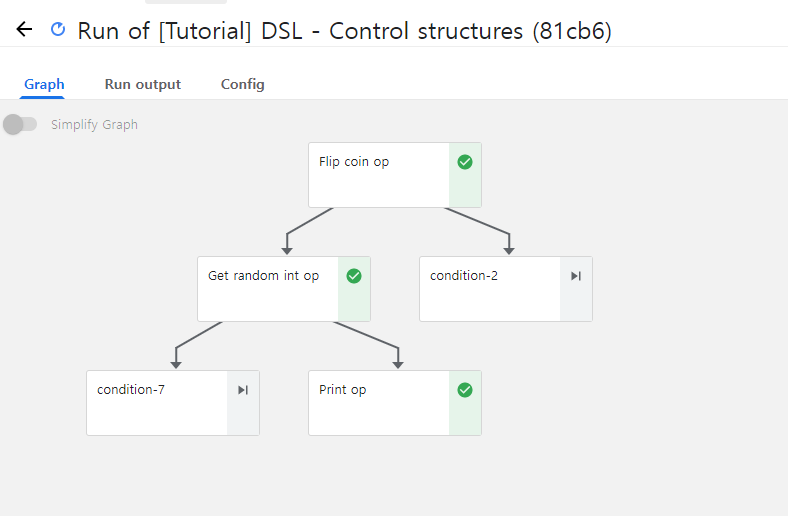 Run of [Tutorial] DSL - Control structures (81cb6)
Graph Run output Config
Simplify Graph
Flip coin op
Get random int op
condition-2
condition-7
Print op